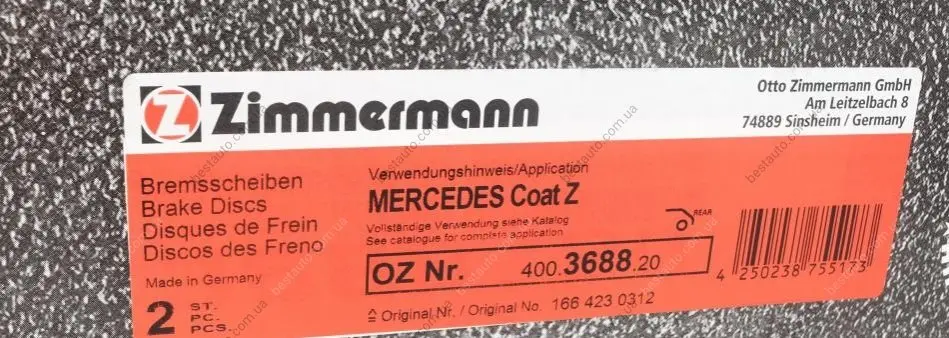 Zimmermann
Otto Zimmermann GmbH
Am Leitzelbach 8
74889 Sinsheim / Germany
Bremsscheiben
Brake Discs
Disques de Frein
Discos des Freno
Made in Germany
2 ST.
PC.
PCS.
Verwendungshinweis/Application
MERCEDES Coat Z
Vollständige Verwendung siehe Katalog
See catalogue for complete application
REAR
OZ Nr. 400.3688.20
≙ Original Nr. / Original No. 166 423 0312
4 250238 755173
bestauto.com.ua